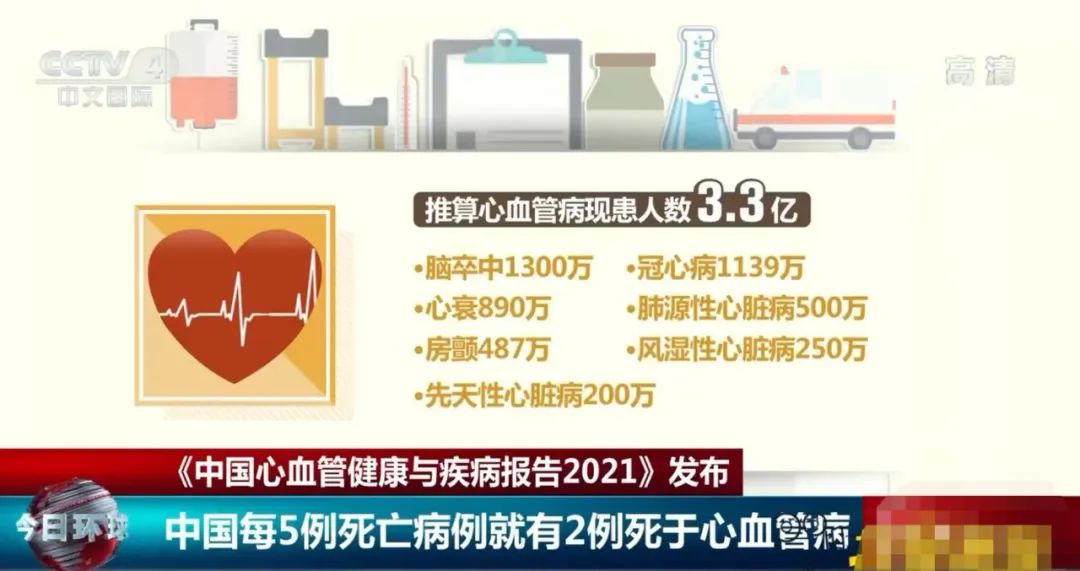 CCTV 4
中文国际
高清
推算心血管病现患人数3.3亿
•脑卒中1300万 •冠心病1139万
•心衰890万 •肺源性心脏病500万
•房颤487万 •风湿性心脏病250万
•先天性心脏病200万
《中国心血管健康与疾病报告2021》发布
今日环球
中国每5例死亡病例就有2例死于心血管病